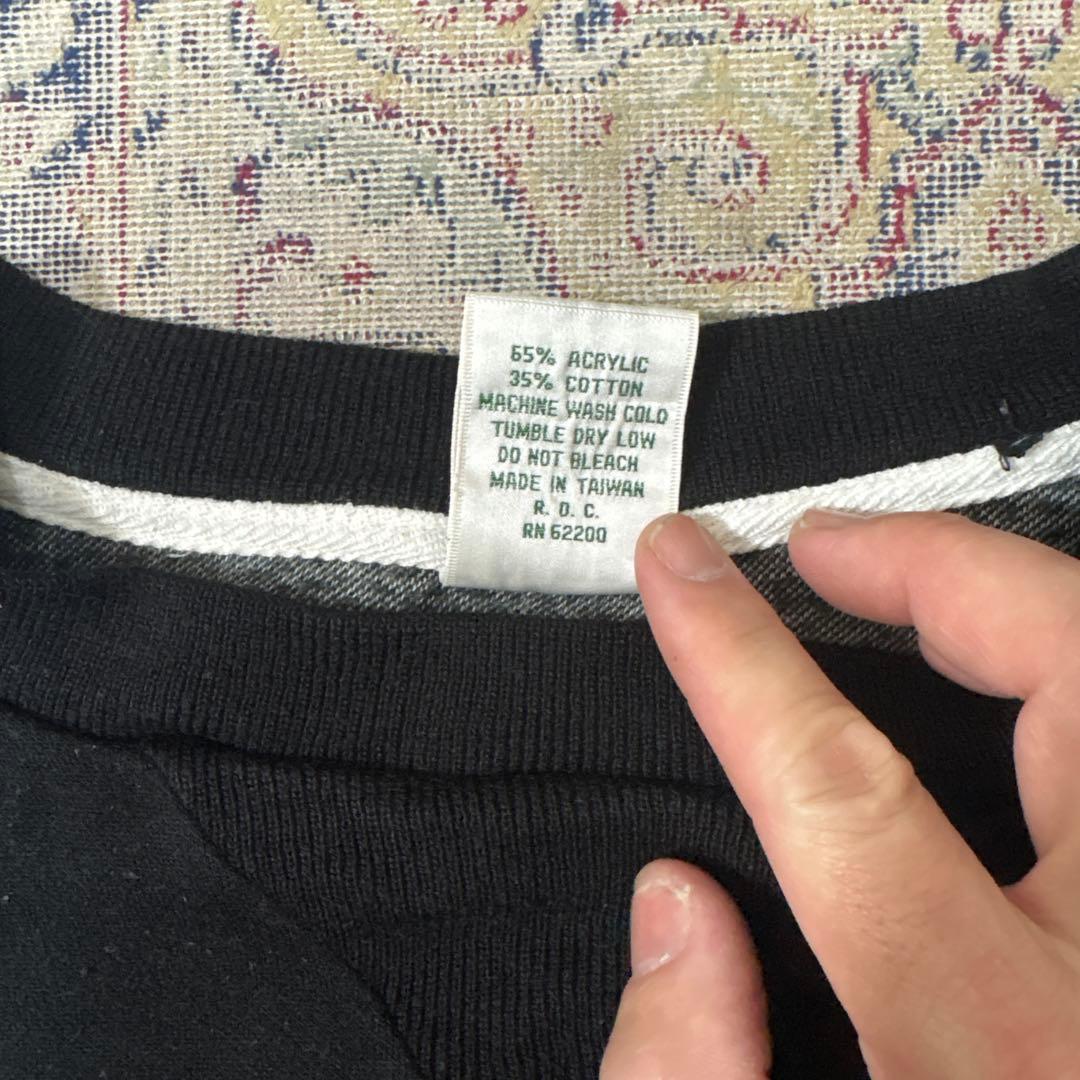 65% ACRYLIC
35% COTTON
MACHINE WASH COLD
TUMBLE DRY LOW
DO NOT BLEACH
MADE IN TAIWAN
R. O. C.
RN 62200